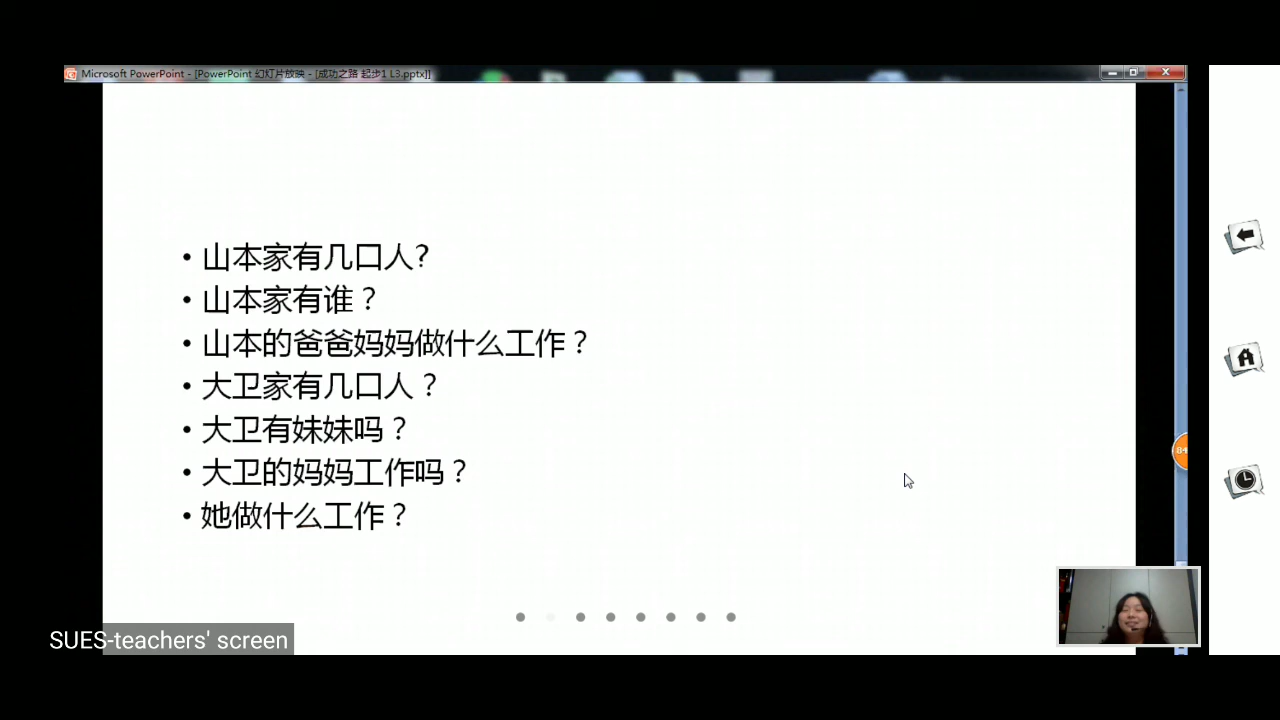 Microsoft PowerPoint - [PowerPoint 幻灯片放映 - [成功之路 起步1 L3.pptx]]
• 山本家有几口人?
• 山本家有谁？
• 山本的爸爸妈妈做什么工作？
• 大卫家有几口人？
• 大卫有妹妹吗？
• 大卫的妈妈工作吗？
• 她做什么工作？
84
SUES-teachers' screen